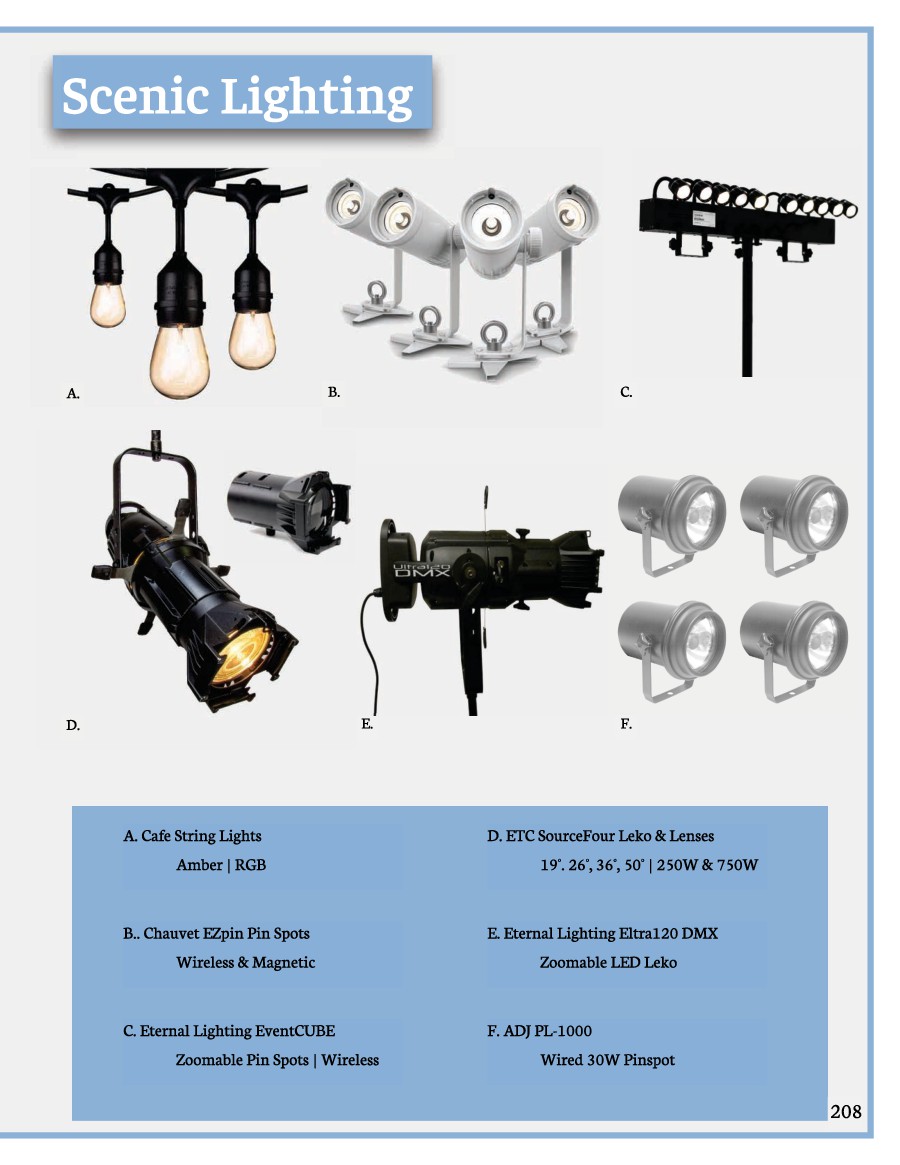 Scenic Lighting
A.
B.
C.
Ultra120
DMX
D.
E.
F.
A. Cafe String Lights
Amber | RGB
B.. Chauvet EZpin Pin Spots
Wireless & Magnetic
C. Eternal Lighting EventCUBE
Zoomable Pin Spots | Wireless
D. ETC SourceFour Leko & Lenses
19°. 26°, 36°, 50° | 250W & 750W
E. Eternal Lighting Eltra120 DMX
Zoomable LED Leko
F. ADJ PL-1000
Wired 30W Pinspot
208